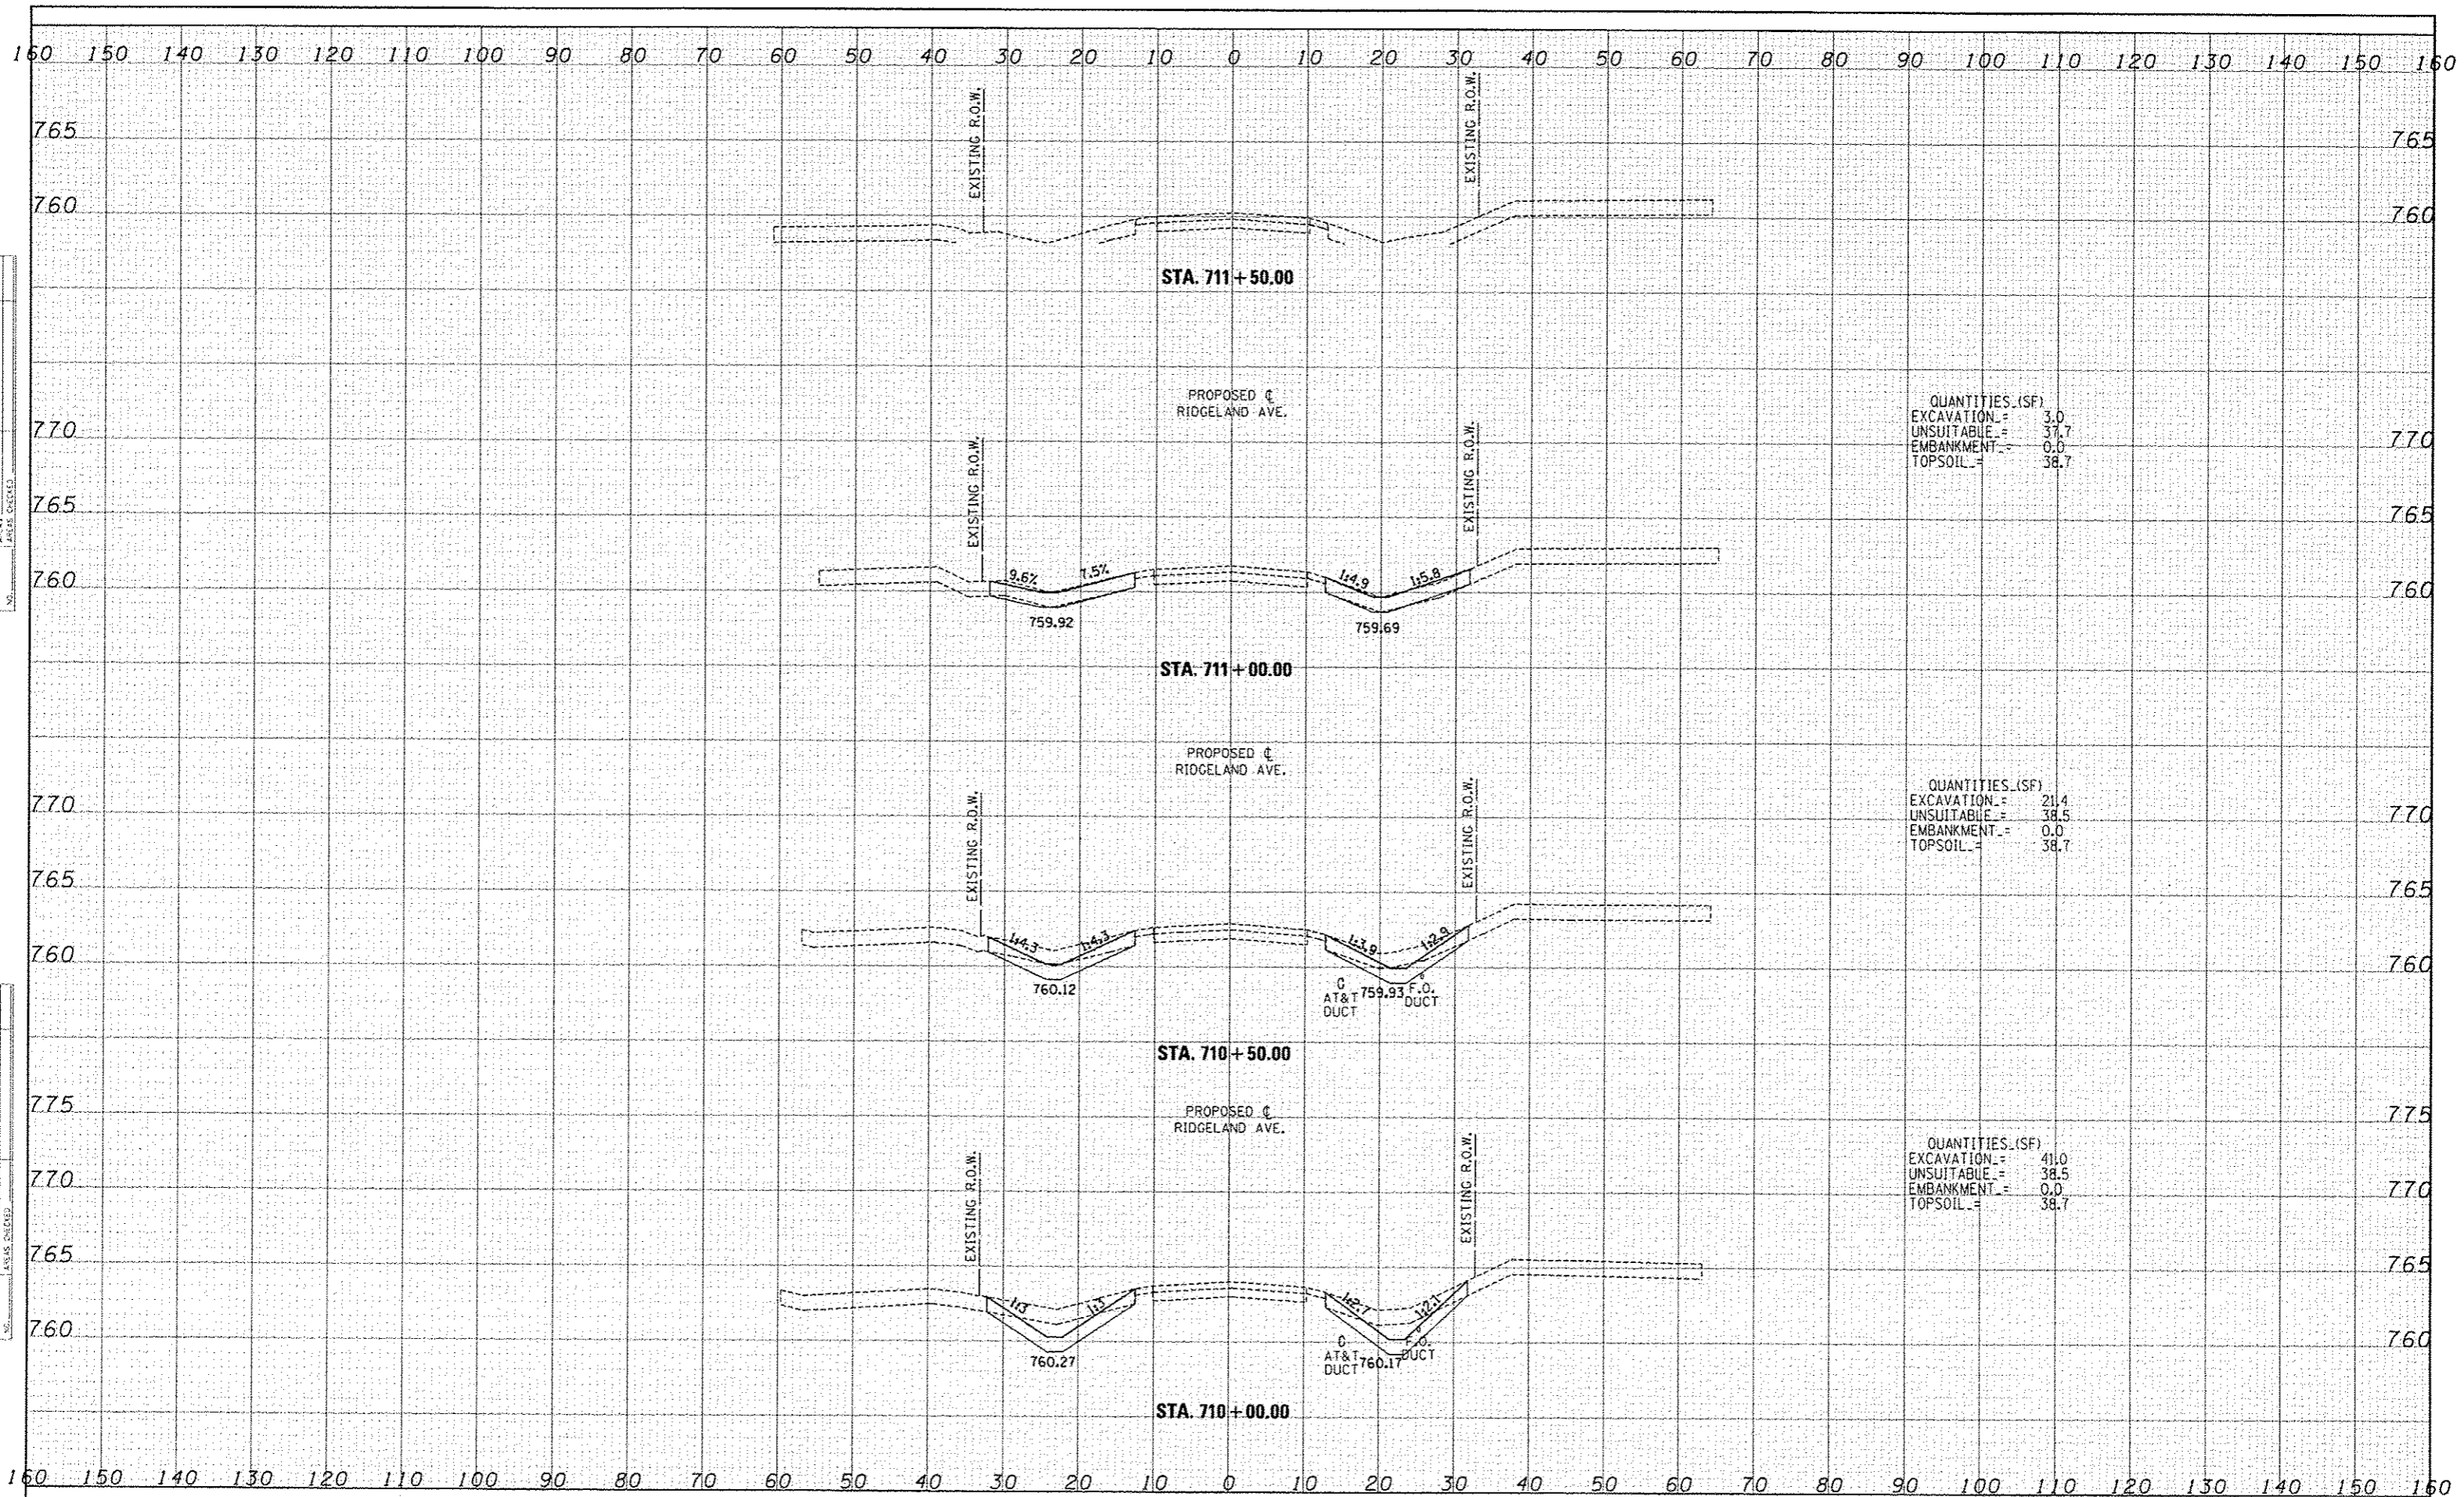 160 150 140 130 120 110 100 90 80 70 60 50 40 30 20 10 0 10 20 30 40 50 60 70 80 90 100 110 120 130 140 150 160
EXISTING R.O.W. EXISTING R.O.W.
765 765
760 760
STA. 711+50.00
PROPOSED ℄
RIDGELAND AVE.
QUANTITIES (SF)
EXCAVATION = 3.0
UNSUITABLE = 37.7
EMBANKMENT = 0.0
TOPSOIL = 38.7
770 770
EXISTING R.O.W. EXISTING R.O.W.
765 765
760 9.6% 7.5% 1:4.9 1:5.8 760
759.92 759.69
STA. 711+00.00
PROPOSED ℄
RIDGELAND AVE.
QUANTITIES (SF)
EXCAVATION = 21.4
UNSUITABLE = 38.5
EMBANKMENT = 0.0
TOPSOIL = 38.7
770 770
EXISTING R.O.W. EXISTING R.O.W.
765 765
1:4.3 1:4.3 1:3.9 1:2.9
760 760
760.12 AT&T DUCT 759.93 F.O. DUCT
STA. 710+50.00
775 775
PROPOSED ℄
RIDGELAND AVE.
QUANTITIES (SF)
EXCAVATION = 41.0
UNSUITABLE = 38.5
EMBANKMENT = 0.0
TOPSOIL = 38.7
770 770
EXISTING R.O.W. EXISTING R.O.W.
765 765
1:3 1:3 1:2.7 1:2.1
760 760
760.27 AT&T DUCT 760.17 F.O. DUCT
STA. 710+00.00
160 150 140 130 120 110 100 90 80 70 60 50 40 30 20 10 0 10 20 30 40 50 60 70 80 90 100 110 120 130 140 150 160
AREAS CHECKED
NO.
AREAS CHECKED
NO.